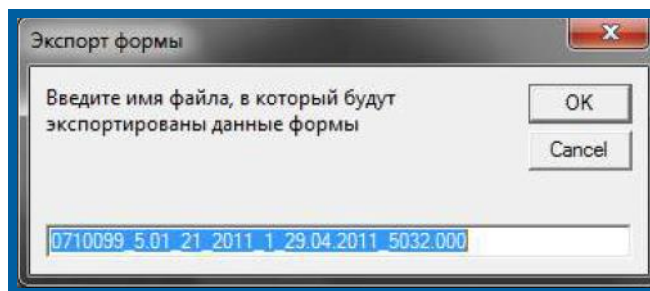 Экспорт формы
Введите имя файла, в который будут
экспортированы данные формы
OK
Cancel
0710099_5.01_21_2011_1_29.04.2011_5032.000